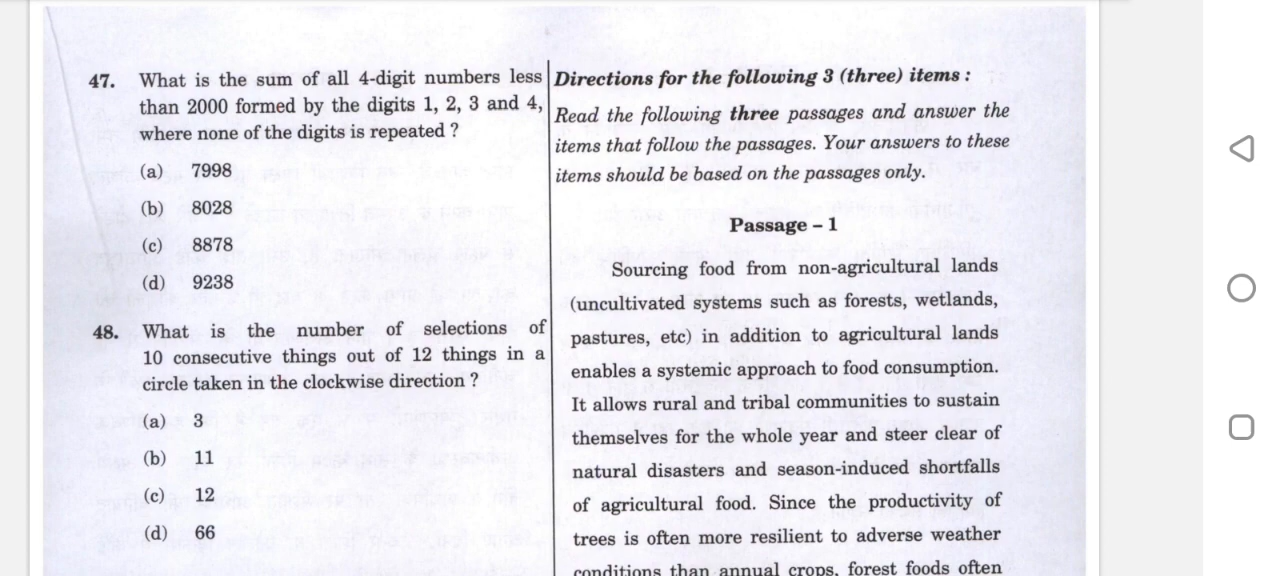 47. What is the sum of all 4-digit numbers less
than 2000 formed by the digits 1, 2, 3 and 4,
where none of the digits is repeated ?
(a) 7998
(b) 8028
(c) 8878
(d) 9238
48. What is the number of selections of
10 consecutive things out of 12 things in a
circle taken in the clockwise direction ?
(a) 3
(b) 11
(c) 12
(d) 66
Directions for the following 3 (three) items :
Read the following three passages and answer the
items that follow the passages. Your answers to these
items should be based on the passages only.
Passage – 1
Sourcing food from non-agricultural lands
(uncultivated systems such as forests, wetlands,
pastures, etc) in addition to agricultural lands
enables a systemic approach to food consumption.
It allows rural and tribal communities to sustain
themselves for the whole year and steer clear of
natural disasters and season-induced shortfalls
of agricultural food. Since the productivity of
trees is often more resilient to adverse weather
conditions than annual crops, forest foods often